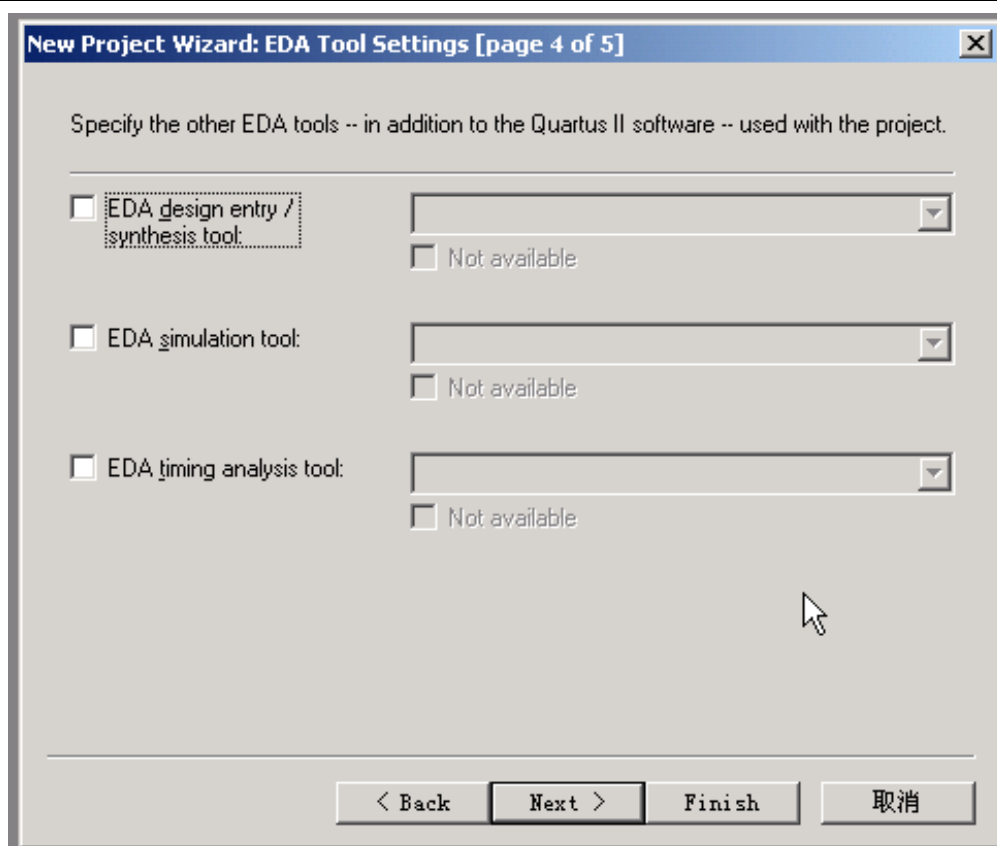 New Project Wizard: EDA Tool Settings [page 4 of 5]
Specify the other EDA tools -- in addition to the Quartus II software -- used with the project.
EDA design entry /
synthesis tool:
Not available
EDA simulation tool:
Not available
EDA timing analysis tool:
Not available
< Back Next > Finish 取消